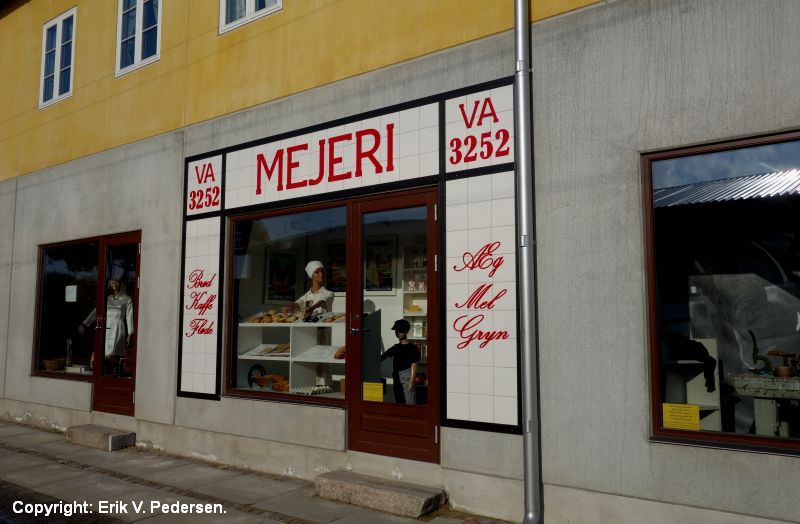 VA
3252
MEJERI
VA
3252
Brød
Kaffe
Fløde
Æg
Mel
Gryn
Copyright: Erik V. Pedersen.